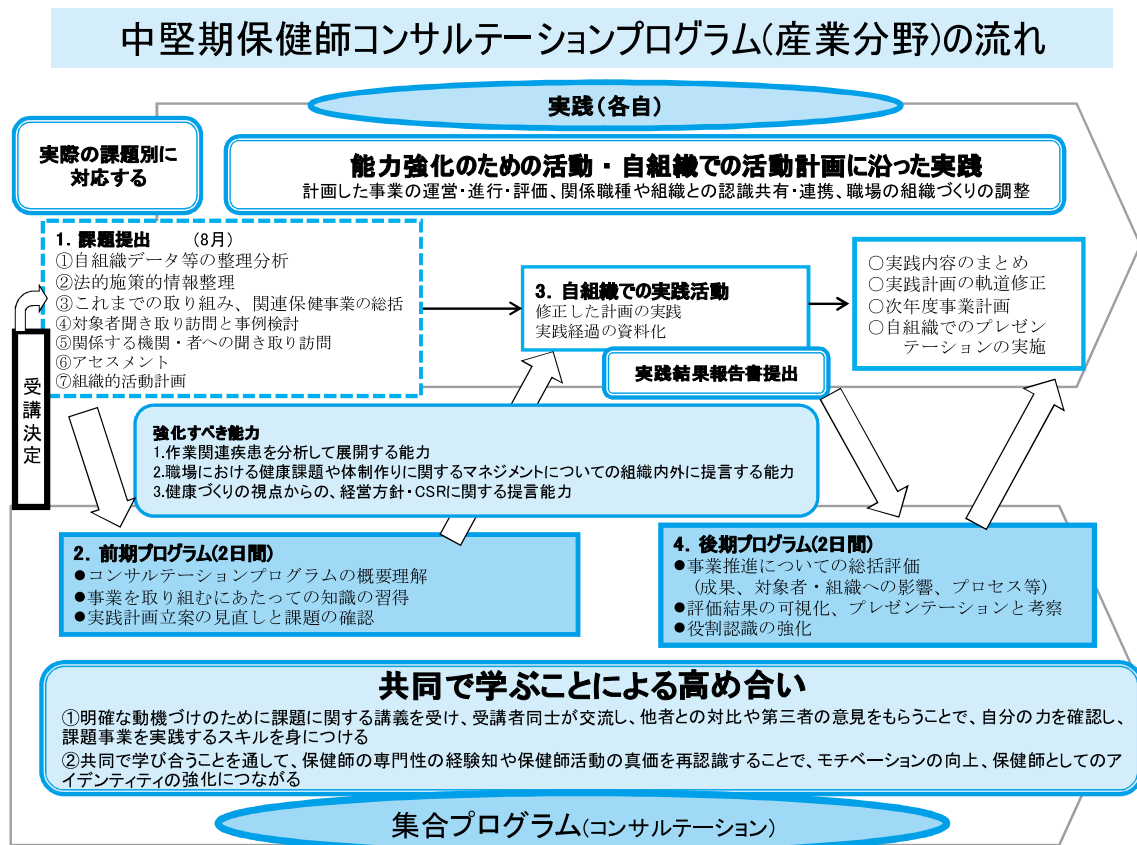 中堅期保健師コンサルテーションプログラム(産業分野)の流れ
実践(各自)
実際の課題別に
対応する
能力強化のための活動・自組織での活動計画に沿った実践
計画した事業の運営・進行・評価、関係職種や組織との認識共有・連携、職場の組織づくりの調整
1. 課題提出 (8月)
①自組織データ等の整理分析
②法的施策的情報整理
③これまでの取り組み、関連保健事業の総括
④対象者聞き取り訪問と事例検討
⑤関係する機関・者への聞き取り訪問
⑥アセスメント
⑦組織的活動計画
受講決定
3. 自組織での実践活動
修正した計画の実践
実践経過の資料化
実践結果報告書提出
○実践内容のまとめ
○実践計画の軌道修正
○次年度事業計画
○自組織でのプレゼン
テーションの実施
強化すべき能力
1.作業関連疾患を分析して展開する能力
2.職場における健康課題や体制作りに関するマネジメントについての組織内外に提言する能力
3.健康づくりの視点からの、経営方針・CSRに関する提言能力
2. 前期プログラム(2日間)
●コンサルテーションプログラムの概要理解
●事業を取り組むにあたっての知識の習得
●実践計画立案の見直しと課題の確認
4. 後期プログラム(2日間)
●事業推進についての総括評価
(成果、対象者・組織への影響、プロセス等)
●評価結果の可視化、プレゼンテーションと考察
●役割認識の強化
共同で学ぶことによる高め合い
①明確な動機づけのために課題に関する講義を受け、受講者同士が交流し、他者との対比や第三者の意見をもらうことで、自分の力を確認し、
課題事業を実践するスキルを身につける
②共同で学び合うことを通して、保健師の専門性の経験知や保健師活動の真価を再認識することで、モチベーションの向上、保健師としてのア
イデンティティの強化につながる
集合プログラム(コンサルテーション)